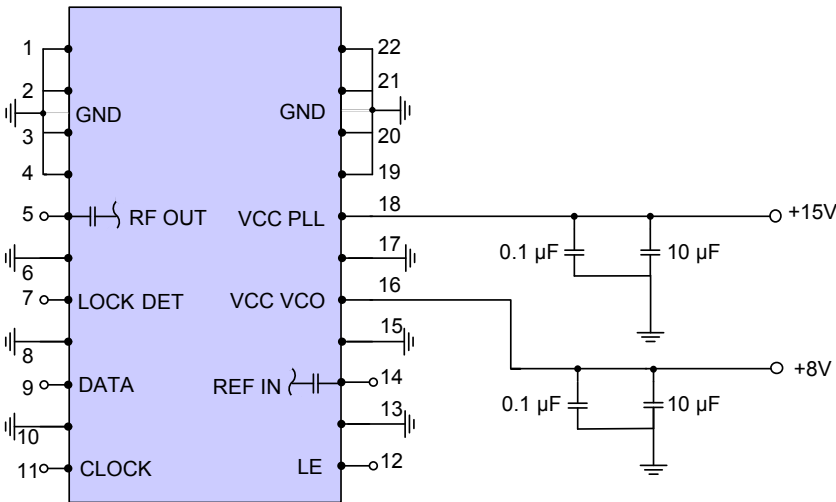 1
22
2
21
GND
GND
3
20
4
19
5
RF OUT
VCC PLL
18
+15V
6
17
0.1 µF
10 µF
7
LOCK DET
VCC VCO
16
8
15
9
DATA
REF IN
14
+8V
10
13
0.1 µF
10 µF
11
CLOCK
LE
12